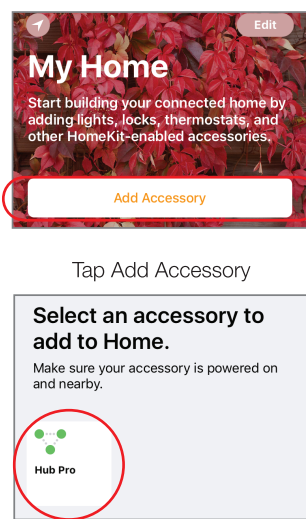 Edit
My Home
Start building your connected home by
adding lights, locks, thermostats, and
other HomeKit-enabled accessories.
Add Accessory
Tap Add Accessory
Select an accessory to
add to Home.
Make sure your accessory is powered on
and nearby.
Hub Pro